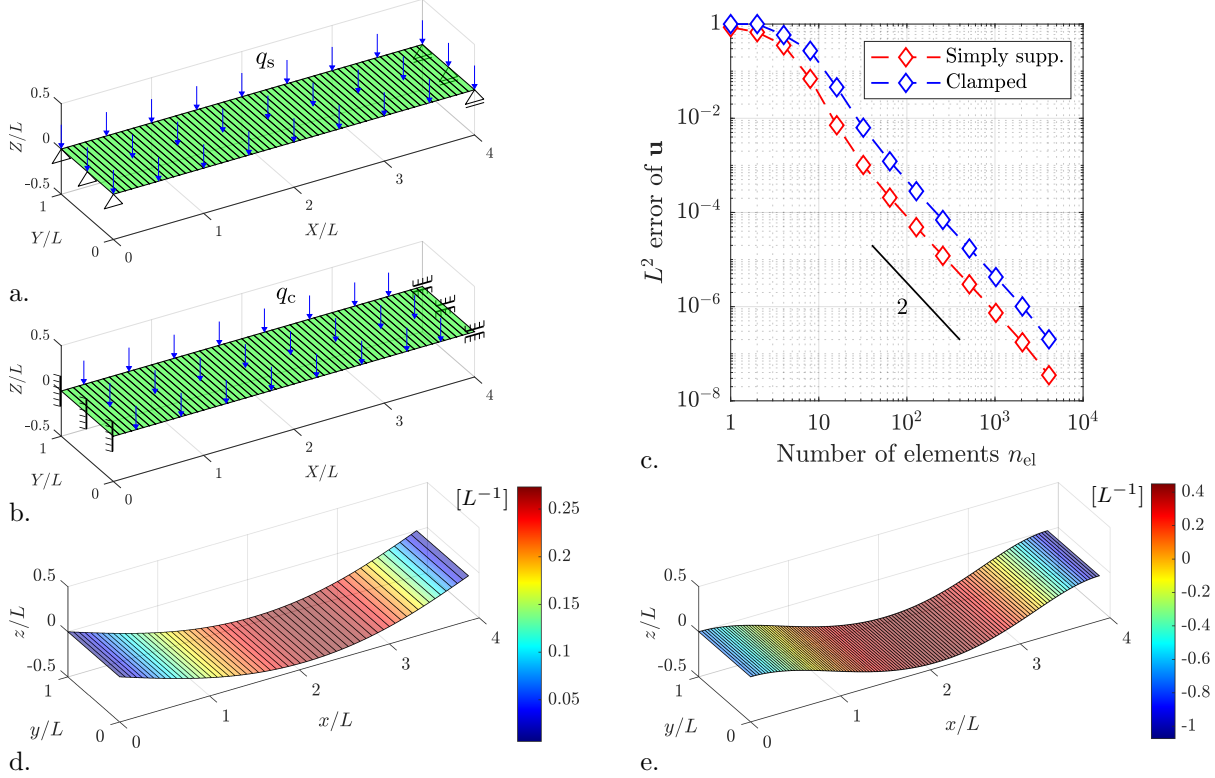 q_s
Z/L
0.5
0
-0.5
1
Y/L
0
0
1
2
3
4
X/L
a.
q_c
Z/L
0.5
0
-0.5
1
Y/L
0
0
1
2
3
4
X/L
b.
1
10^{-2}
10^{-4}
10^{-6}
10^{-8}
L^2 error of u
Simply supp.
Clamped
2
1
10
10^2
10^3
10^4
Number of elements n_{el}
c.
[L^{-1}]
0.25
0.2
0.15
0.1
0.05
z/L
0.5
0
-0.5
1
y/L
0
0
1
2
3
4
x/L
d.
[L^{-1}]
0.4
0.2
0
-0.2
-0.4
-0.6
-0.8
-1
z/L
0.5
0
-0.5
1
y/L
0
0
1
2
3
4
x/L
e.